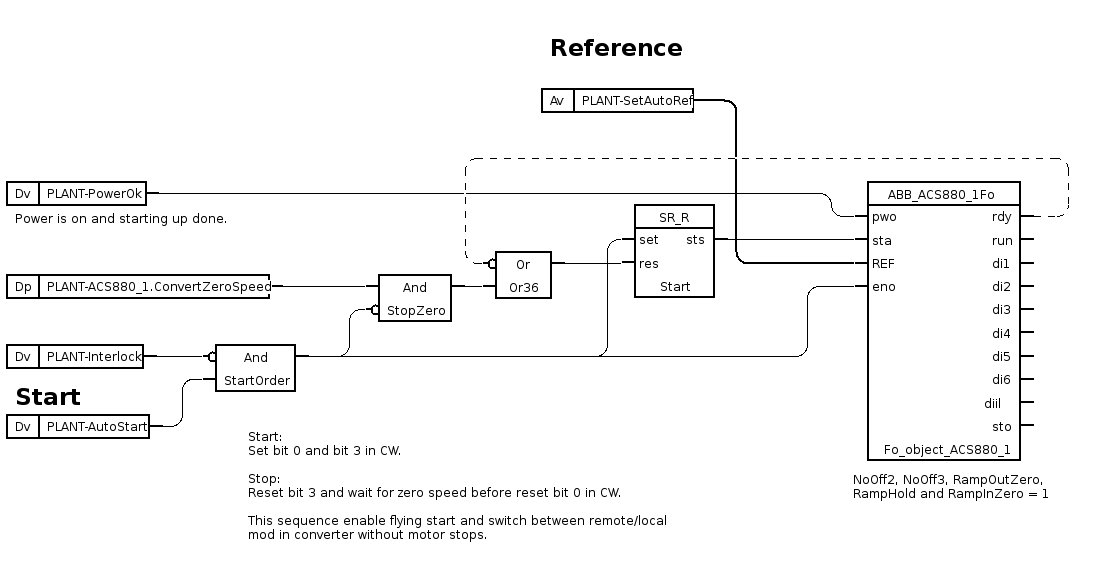 Reference
Av PLANT-SetAutoRef
Dv PLANT-PowerOk
Power is on and starting up done.
Dp PLANT-ACS880_1.ConvertZeroSpeed
And
StopZero
Or
Or36
SR_R
set sts
res
Start
Dv PLANT-Interlock
And
StartOrder
Start
Dv PLANT-AutoStart
ABB_ACS880_1Fo
pwo rdy
sta run
REF di1
eno di2
di3
di4
di5
di6
diil
sto
Fo_object_ACS880_1
NoOff2, NoOff3, RampOutZero,
RampHold and RampInZero = 1
Start:
Set bit 0 and bit 3 in CW.
Stop:
Reset bit 3 and wait for zero speed before reset bit 0 in CW.
This sequence enable flying start and switch between remote/local
mod in converter without motor stops.